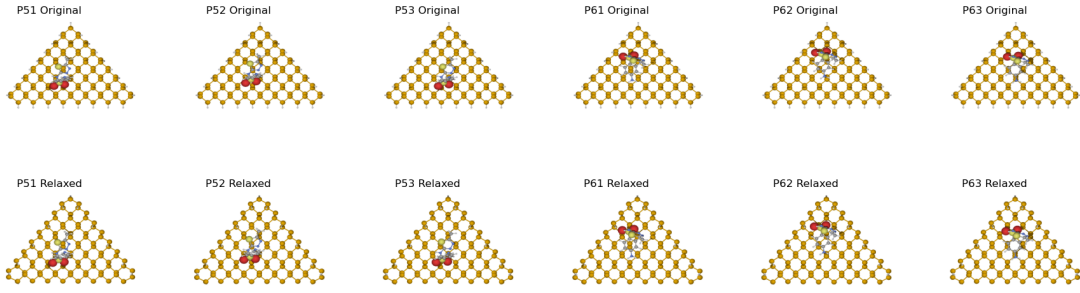 P51 Original
P52 Original
P53 Original
P61 Original
P62 Original
P63 Original
P51 Relaxed
P52 Relaxed
P53 Relaxed
P61 Relaxed
P62 Relaxed
P63 Relaxed